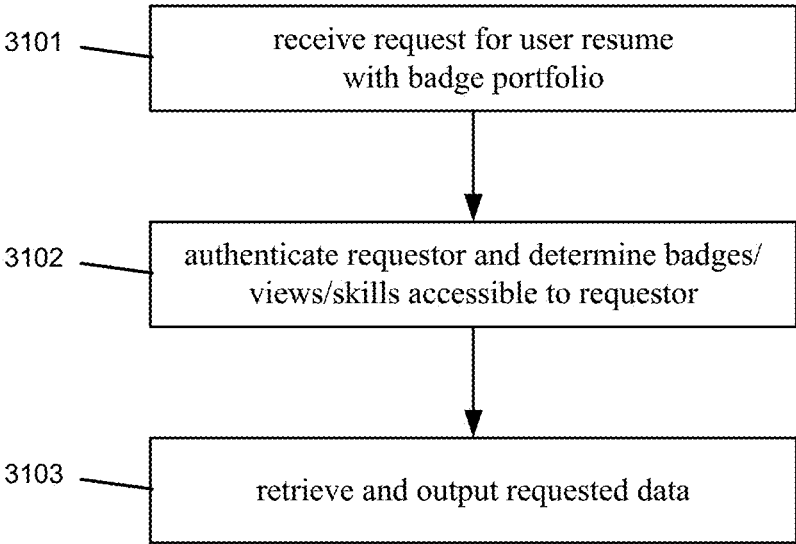 3101
receive request for user resume
with badge portfolio
3102
authenticate requestor and determine badges/
views/skills accessible to requestor
3103
retrieve and output requested data